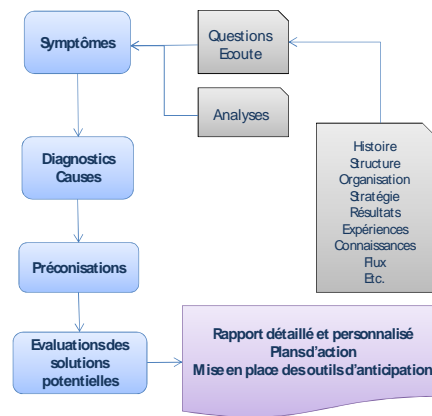 Symptômes
Questions
Ecoute
Analyses
Diagnostics
Causes
Histoire
Structure
Organisation
Stratégie
Résultats
Expériences
Connaissances
Flux
Etc.
Préconisations
Evaluations des
solutions
potentielles
Rapport détaillé et personnalisé
Plans d'action
Mise en place des outils d'anticipation